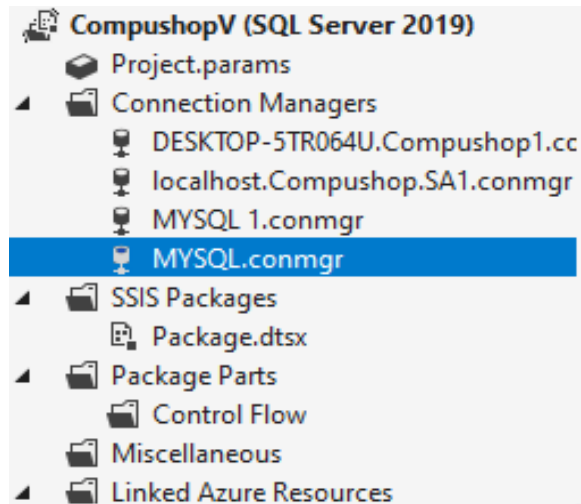 CompushopV (SQL Server 2019)
Project.params
Connection Managers
DESKTOP-5TR064U.Compushop1.cc
localhost.Compushop.SA1.conmgr
MYSQL 1.conmgr
MYSQL.conmgr
SSIS Packages
Package.dtsx
Package Parts
Control Flow
Miscellaneous
Linked Azure Resources